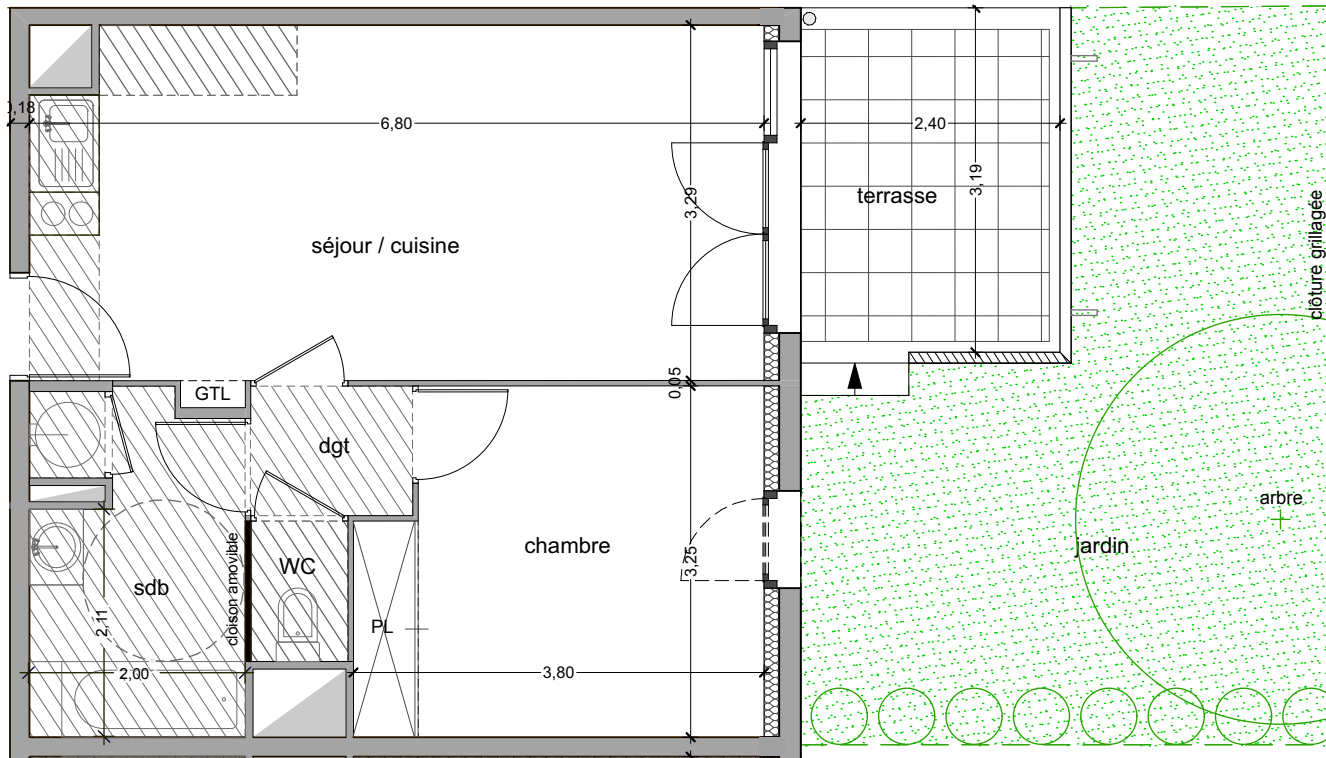 0,18
6,80
2,40
3,19
3,29
terrasse
séjour / cuisine
clôture grillagée
GTL
0,05
dgt
arbre
chambre
jardin
WC
3,25
sdb
cloison amovible
PL
2,11
2,00
3,80